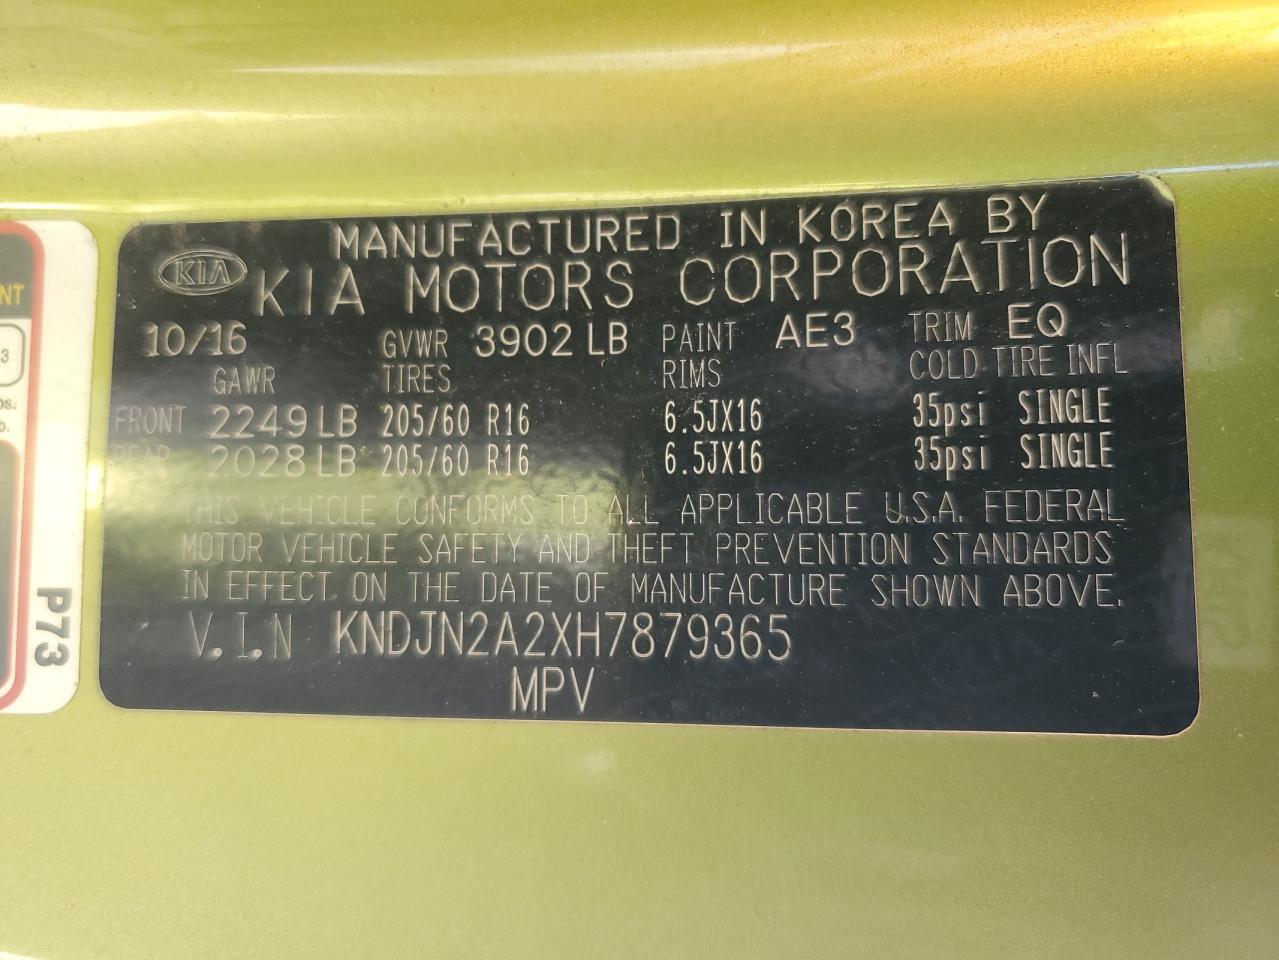 MANUFACTURED IN KOREA BY
KIA KIA MOTORS CORPORATION
10/16 GVWR 3902 LB PAINT AE3 TRIM EQ
GAWR TIRES RIMS COLD TIRE INFL
FRONT 2249 LB 205/60 R16 6.5JX16 35psi SINGLE
REAR 2028 LB 205/60 R16 6.5JX16 35psi SINGLE
THIS VEHICLE CONFORMS TO ALL APPLICABLE U.S.A. FEDERAL
MOTOR VEHICLE SAFETY AND THEFT PREVENTION STANDARDS
IN EFFECT ON THE DATE OF MANUFACTURE SHOWN ABOVE.
V.I.N KNDJN2A2XH7879365
MPV
NT
3
b.
P73